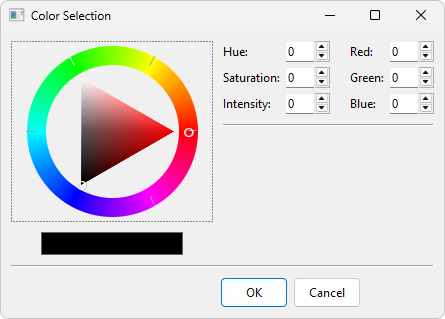 Color Selection
Hue: 0 Red: 0
Saturation: 0 Green: 0
Intensity: 0 Blue: 0
OK Cancel